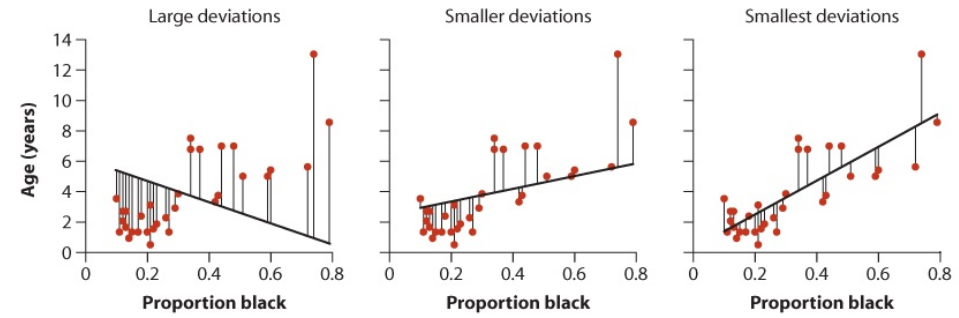 Large deviations
Smaller deviations
Smallest deviations
Age (years)
14
12
10
8
6
4
2
0
0 0.2 0.4 0.6 0.8
0 0.2 0.4 0.6 0.8
0 0.2 0.4 0.6 0.8
Proportion black
Proportion black
Proportion black